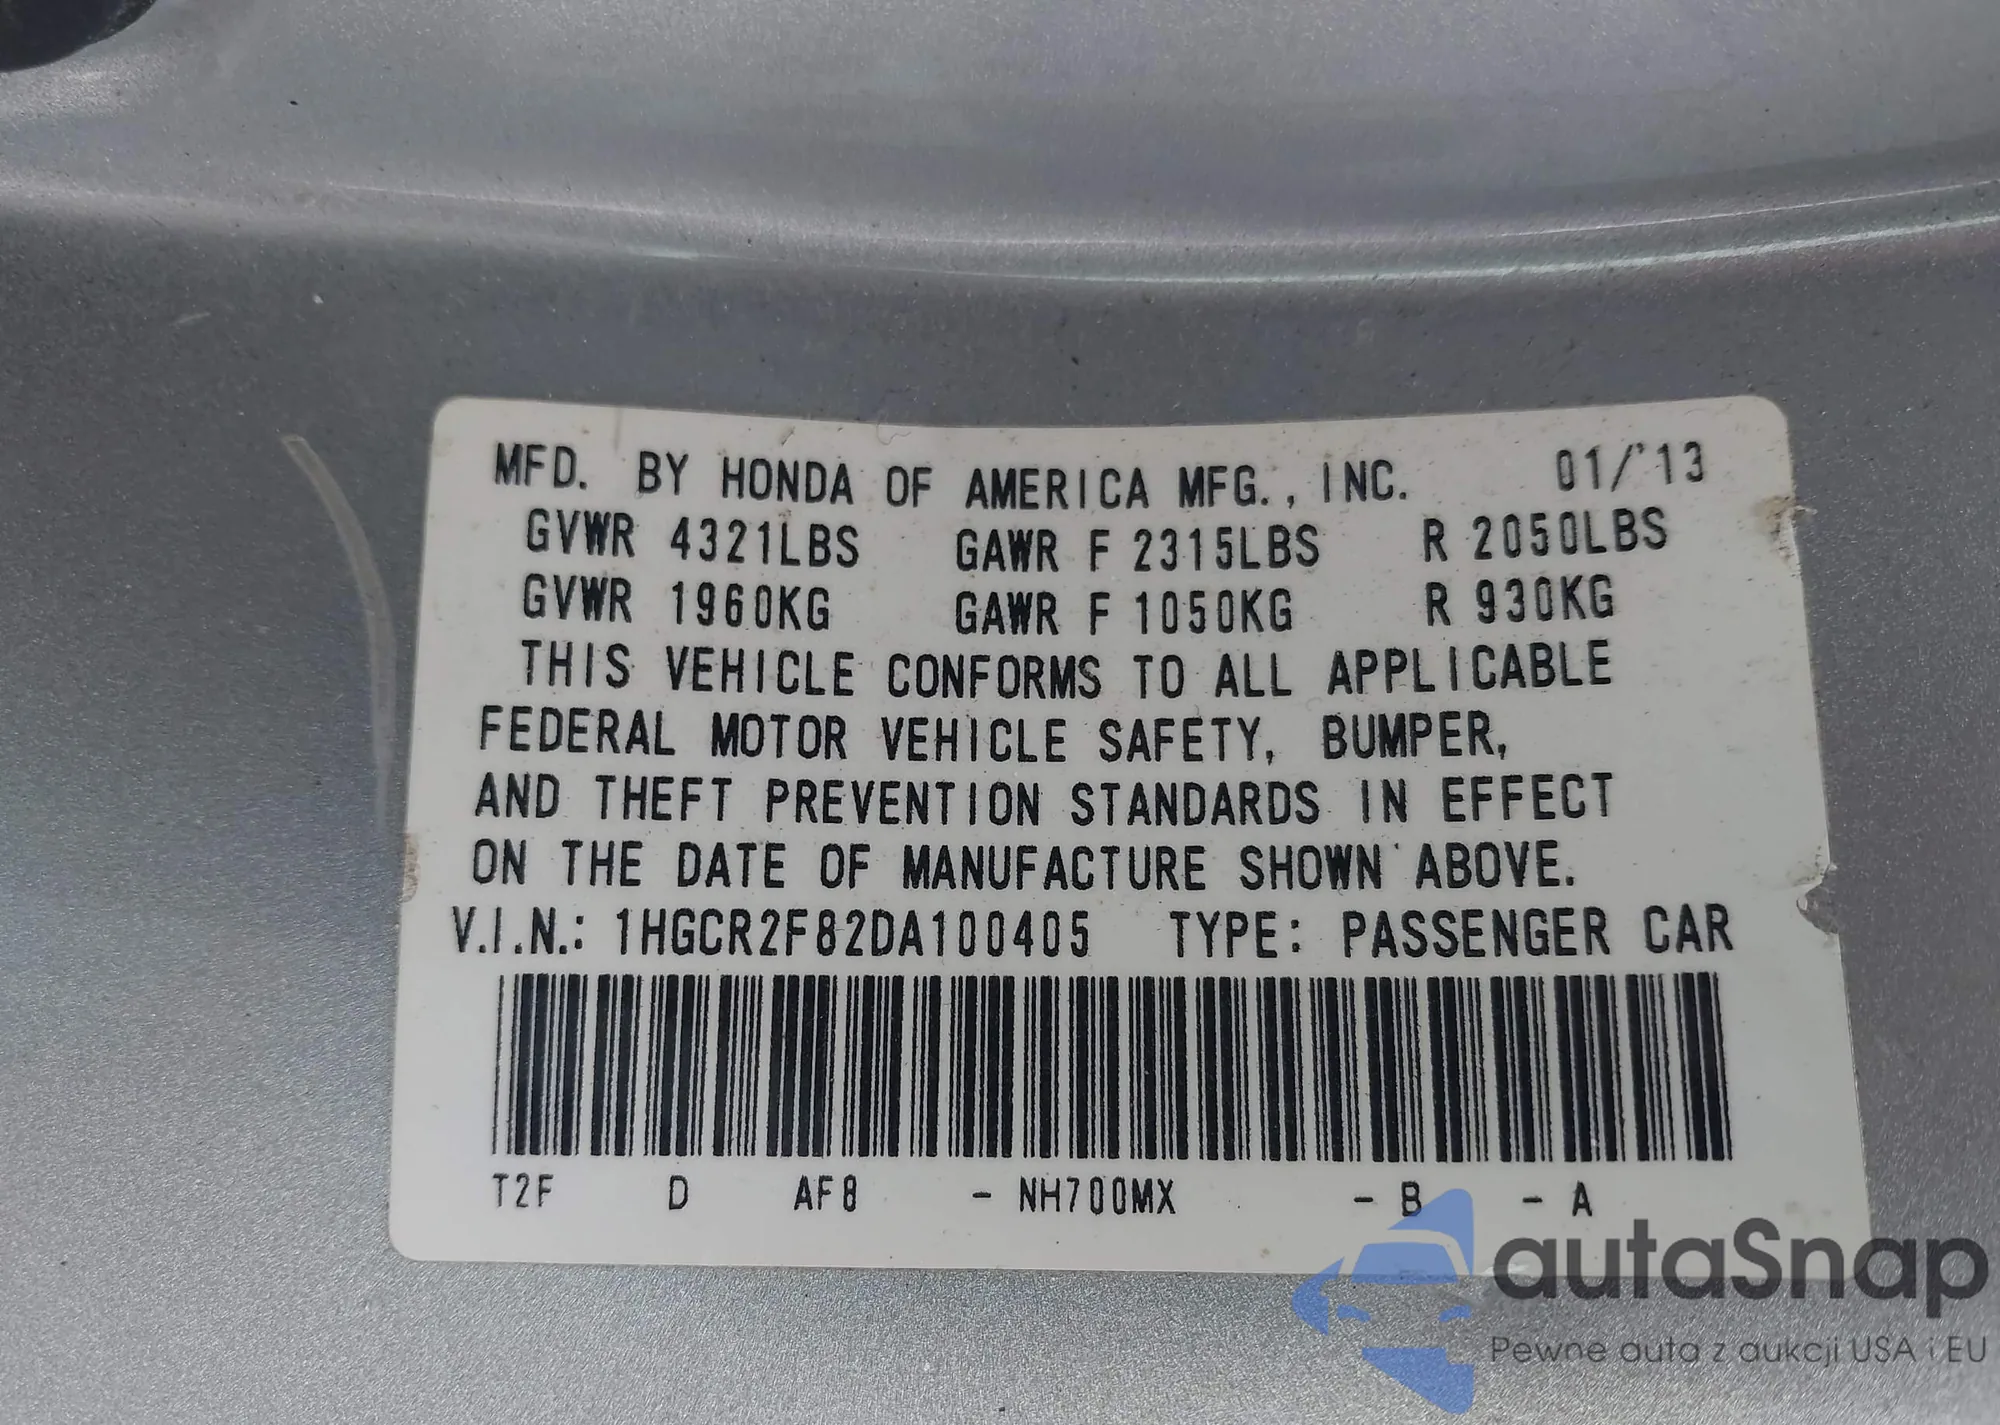 MFD. BY HONDA OF AMERICA MFG., INC. 01/'13
GVWR 4321LBS GAWR F 2315LBS R 2050LBS
GVWR 1960KG GAWR F 1050KG R 930KG
THIS VEHICLE CONFORMS TO ALL APPLICABLE
FEDERAL MOTOR VEHICLE SAFETY, BUMPER,
AND THEFT PREVENTION STANDARDS IN EFFECT
ON THE DATE OF MANUFACTURE SHOWN ABOVE.
V.I.N.: 1HGCR2F82DA100405 TYPE: PASSENGER CAR
T2F D AF8 - NH700MX - B - A
autaSnap
Pewne auta z aukcji USA i EU